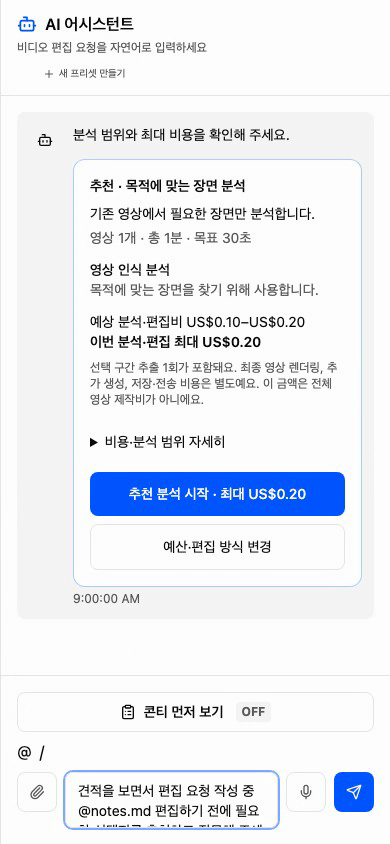 AI 어시스턴트
비디오 편집 요청을 자연어로 입력하세요
+ 새 프리셋 만들기
분석 범위와 최대 비용을 확인해 주세요.
추천 · 목적에 맞는 장면 분석
기존 영상에서 필요한 장면만 분석합니다.
영상 1개 · 총 1분 · 목표 30초
영상 인식 분석
목적에 맞는 장면을 찾기 위해 사용합니다.
예상 분석·편집비 US$0.10–US$0.20
이번 분석·편집 최대 US$0.20
선택 구간 추출 1회가 포함돼요. 최종 영상 렌더링, 추
가 생성, 저장·전송 비용은 별도예요. 이 금액은 전체
영상 제작비가 아니에요.
▶ 비용·분석 범위 자세히
추천 분석 시작 · 최대 US$0.20
예산·편집 방식 변경
9:00:00 AM
콘티 먼저 보기 OFF
@ /
견적을 보면서 편집 요청 작성 중
@notes.md 편집하기 전에 필요